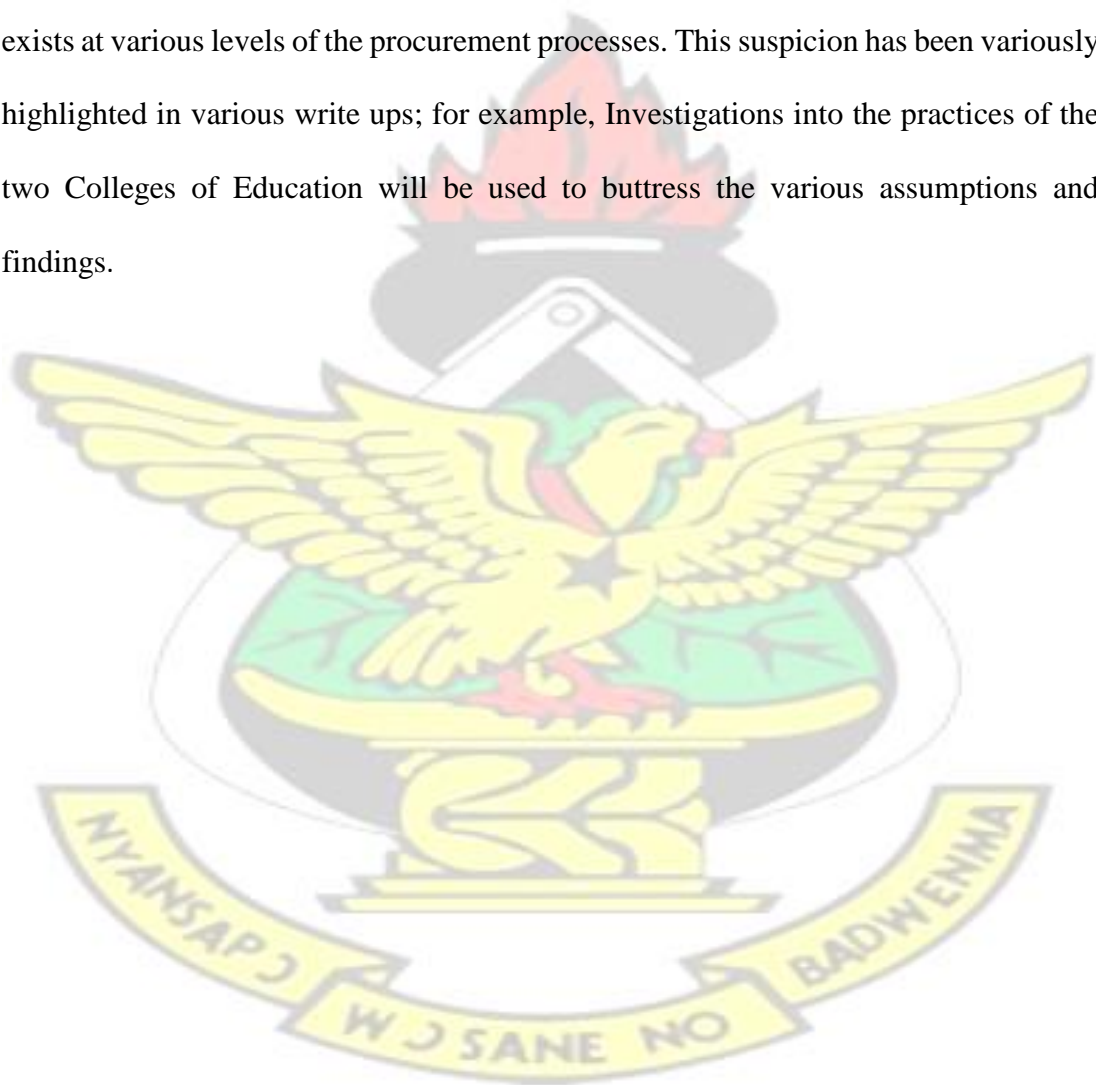 exists at various levels of the procurement processes. This suspicion has been variously
highlighted in various write ups; for example, Investigations into the practices of the
two Colleges of Education will be used to buttress the various assumptions and
findings.
NYANSAPƆ
WƆSANE NO
BADWENMA